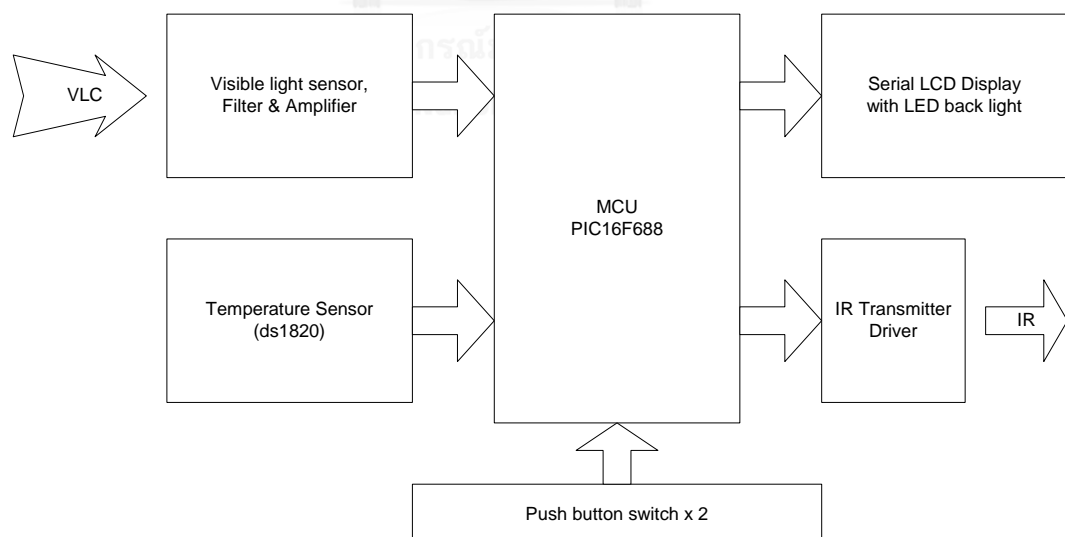 VLC
Visible light sensor,
Filter & Amplifier
Serial LCD Display
with LED back light
MCU
PIC16F688
Temperature Sensor
(ds1820)
IR Transmitter
Driver
IR
Push button switch x 2